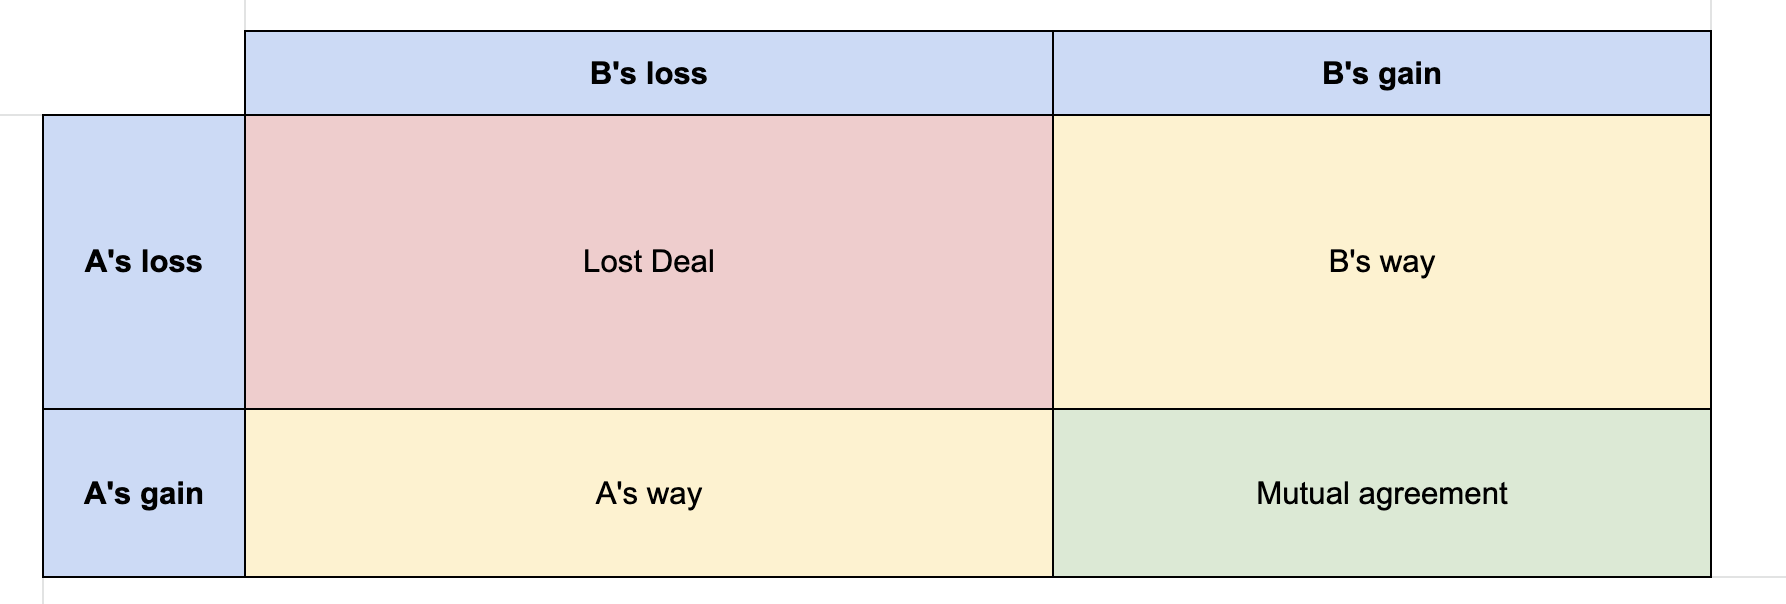 B's loss
B's gain
A's loss
Lost Deal
B's way
A's gain
A's way
Mutual agreement